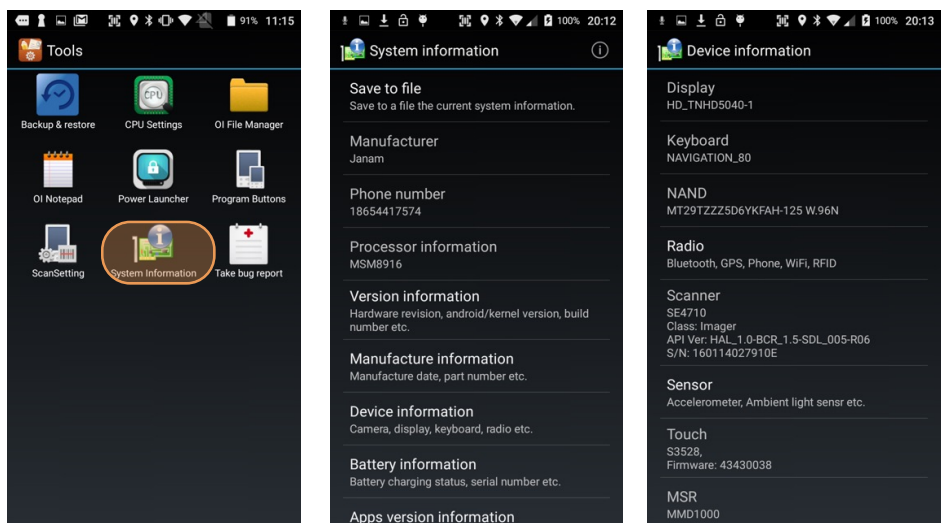 91% 11:15
Tools
Backup & restore
CPU
CPU Settings
OI File Manager
OI Notepad
Power Launcher
Program Buttons
ScanSetting
System Information
Take bug report
100% 20:12
System information
Save to file
Save to a file the current system information.
Manufacturer
Janam
Phone number
18654417574
Processor information
MSM8916
Version information
Hardware revision, android/kernel version, build
number etc.
Manufacture information
Manufacture date, part number etc.
Device information
Camera, display, keyboard, radio etc.
Battery information
Battery charging status, serial number etc.
Apps version information
100% 20:13
Device information
Display
HD_TNHD5040-1
Keyboard
NAVIGATION_80
NAND
MT29TZZZ5D6YKFAH-125 W.96N
Radio
Bluetooth, GPS, Phone, WiFi, RFID
Scanner
SE4710
Class: Imager
API Ver: HAL_1.0-BCR_1.5-SDL_005-R06
S/N: 160114027910E
Sensor
Accelerometer, Ambient light sensr etc.
Touch
S3528,
Firmware: 43430038
MSR
MMD1000